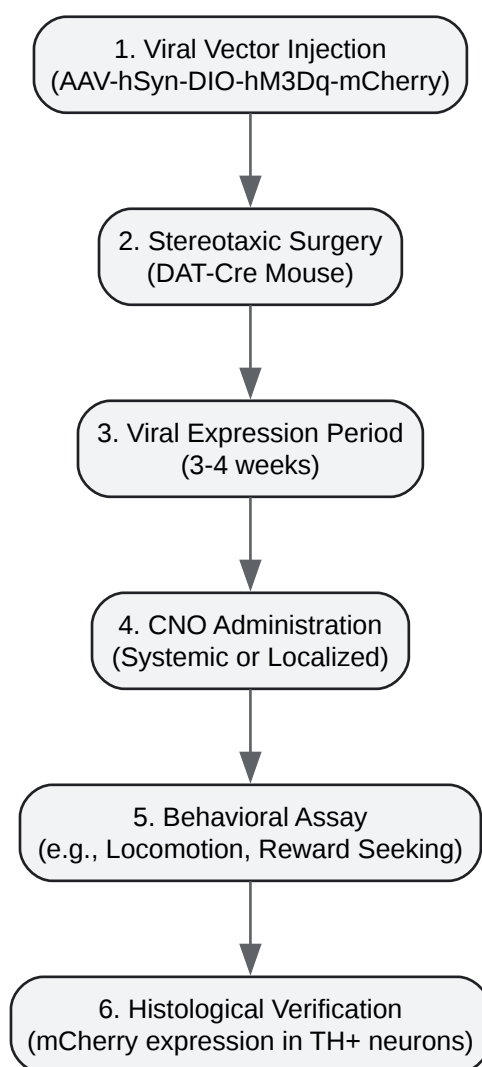 1. Viral Vector Injection
(AAV-hSyn-DIO-hM3Dq-mCherry)
2. Stereotaxic Surgery
(DAT-Cre Mouse)
3. Viral Expression Period
(3-4 weeks)
4. CNO Administration
(Systemic or Localized)
5. Behavioral Assay
(e.g., Locomotion, Reward Seeking)
6. Histological Verification
(mCherry expression in TH+ neurons)